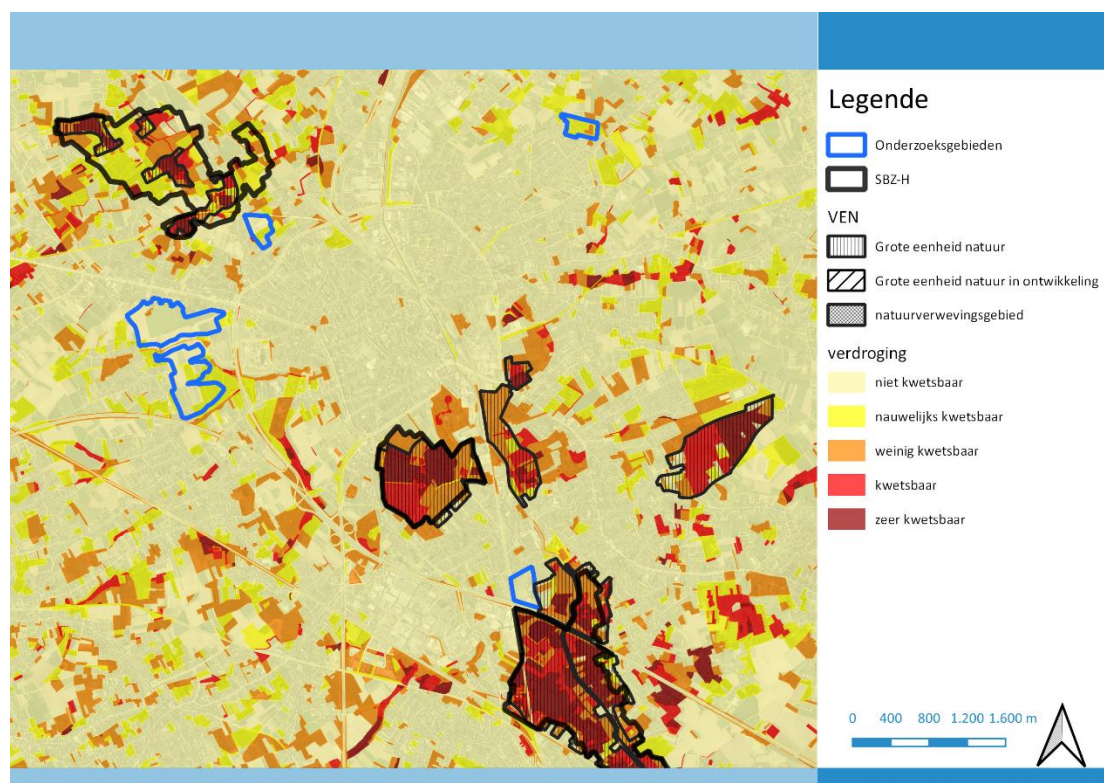 Legende
Onderzoeksgebieden
SBZ-H
VEN
Grote eenheid natuur
Grote eenheid natuur in ontwikkeling
natuurverwevingsgebied
verdroging
niet kwetsbaar
nauwelijks kwetsbaar
weinig kwetsbaar
kwetsbaar
zeer kwetsbaar
0 400 800 1.200 1.600 m